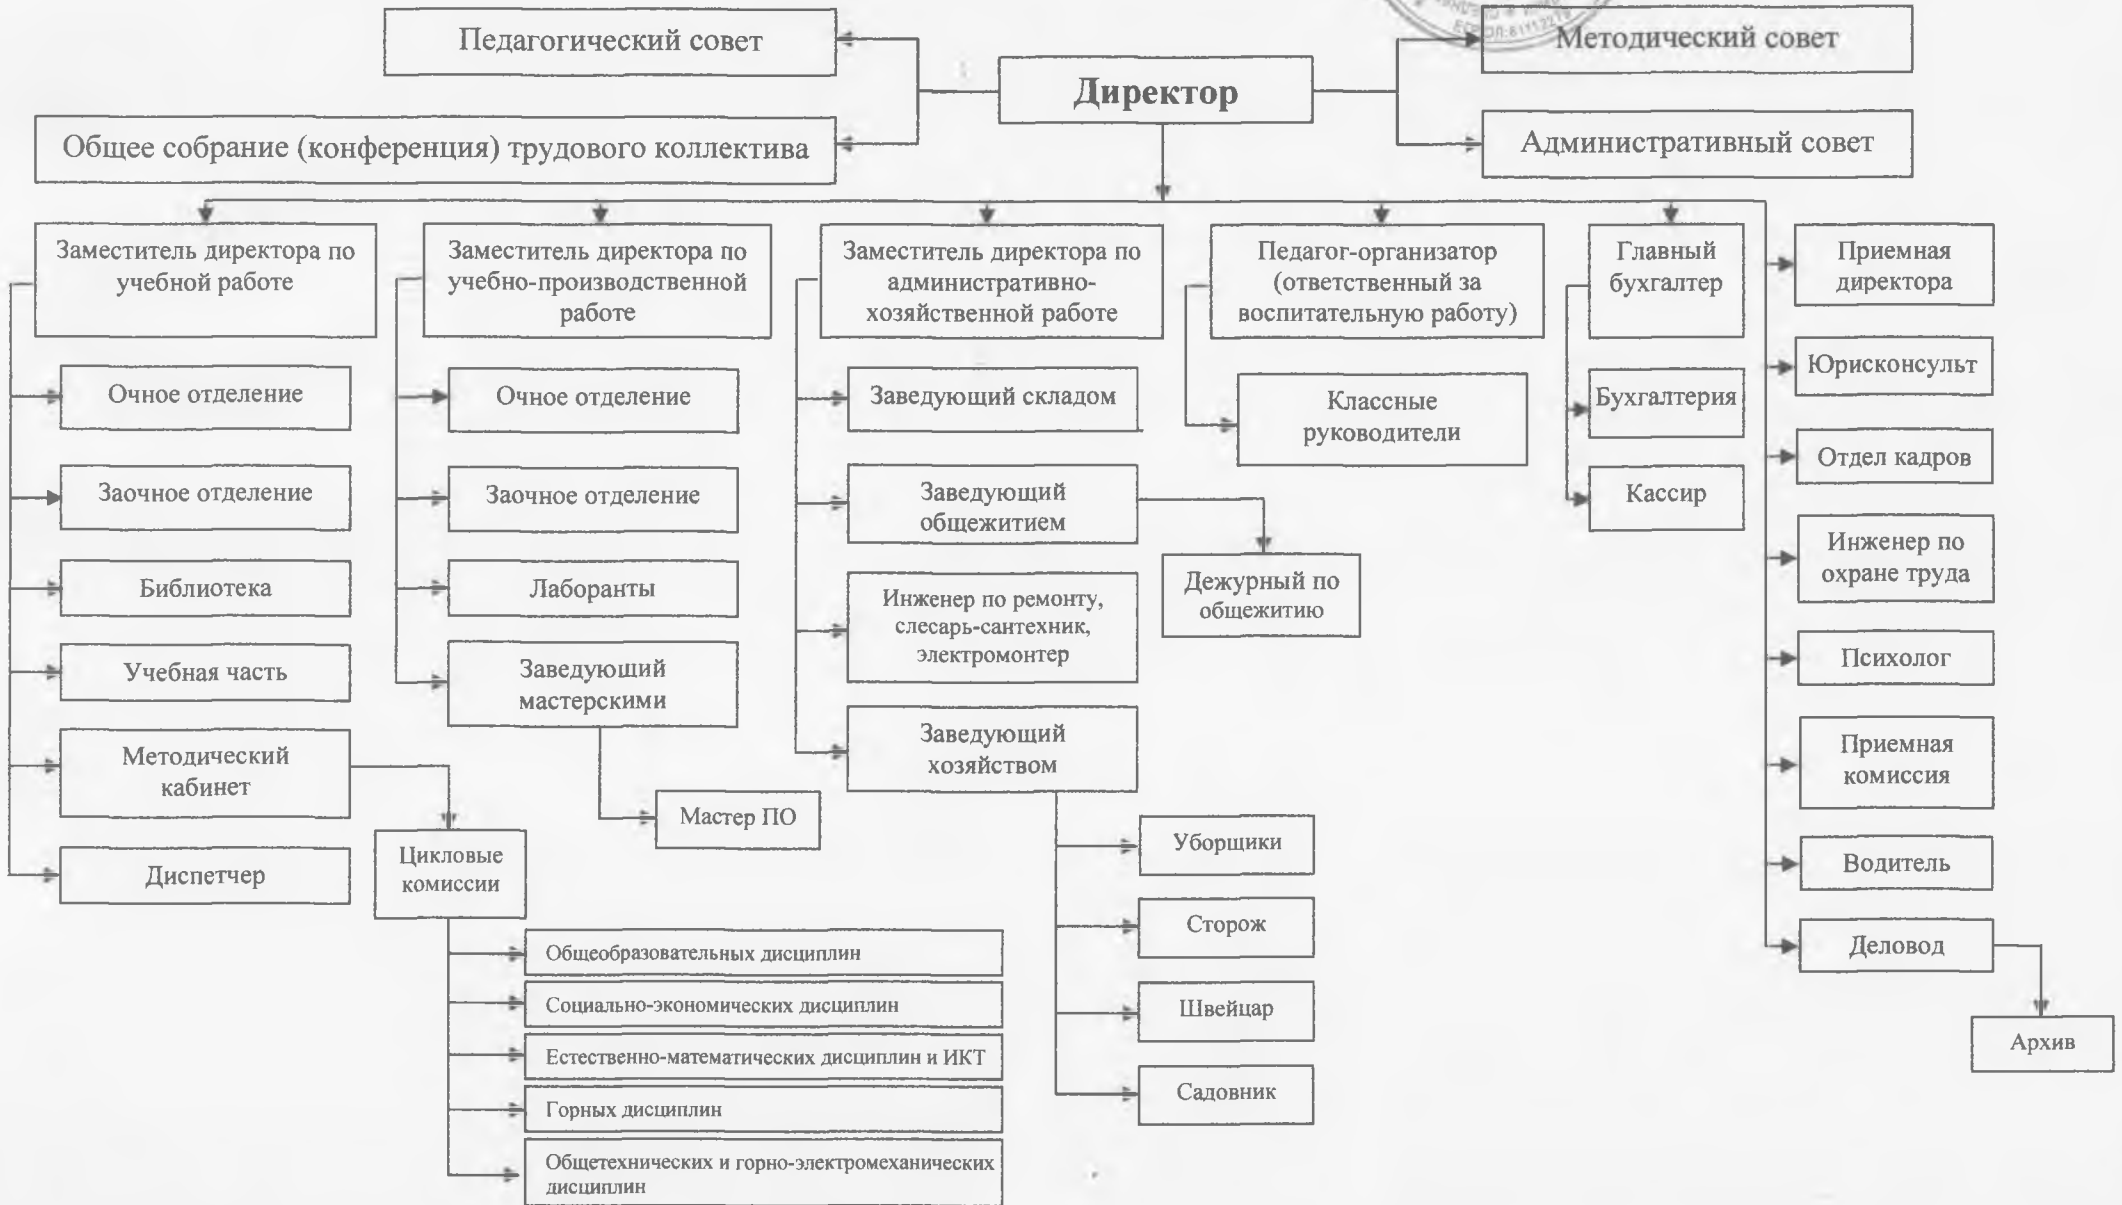 Педагогический совет
Методический совет
Директор
Общее собрание (конференция) трудового коллектива
Административный совет
Заместитель директора по
учебной работе
Заместитель директора по
учебно-производственной
работе
Заместитель директора по
административно-
хозяйственной работе
Педагог-организатор
(ответственный за
воспитательную работу)
Главный
бухгалтер
Приемная
директора
Очное отделение
Заочное отделение
Библиотека
Учебная часть
Методический
кабинет
Диспетчер
Цикловые
комиссии
Общеобразовательных дисциплин
Социально-экономических дисциплин
Естественно-математических дисциплин и ИКТ
Горных дисциплин
Общетехнических и горно-электромеханических
дисциплин
Очное отделение
Заочное отделение
Лаборанты
Заведующий
мастерскими
Мастер ПО
Заведующий складом
Заведующий
общежитием
Дежурный по
общежитию
Инженер по ремонту,
слесарь-сантехник,
электромонтер
Заведующий
хозяйством
Уборщики
Сторож
Швейцар
Садовник
Классные
руководители
Бухгалтерия
Кассир
Юрисконсульт
Отдел кадров
Инженер по
охране труда
Психолог
Приемная
комиссия
Водитель
Деловод
Архив